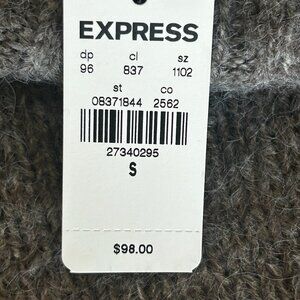 EXPRESS
dp cl sz
96 837 1102
st co
08371844 2562
27340295
S
$98.00